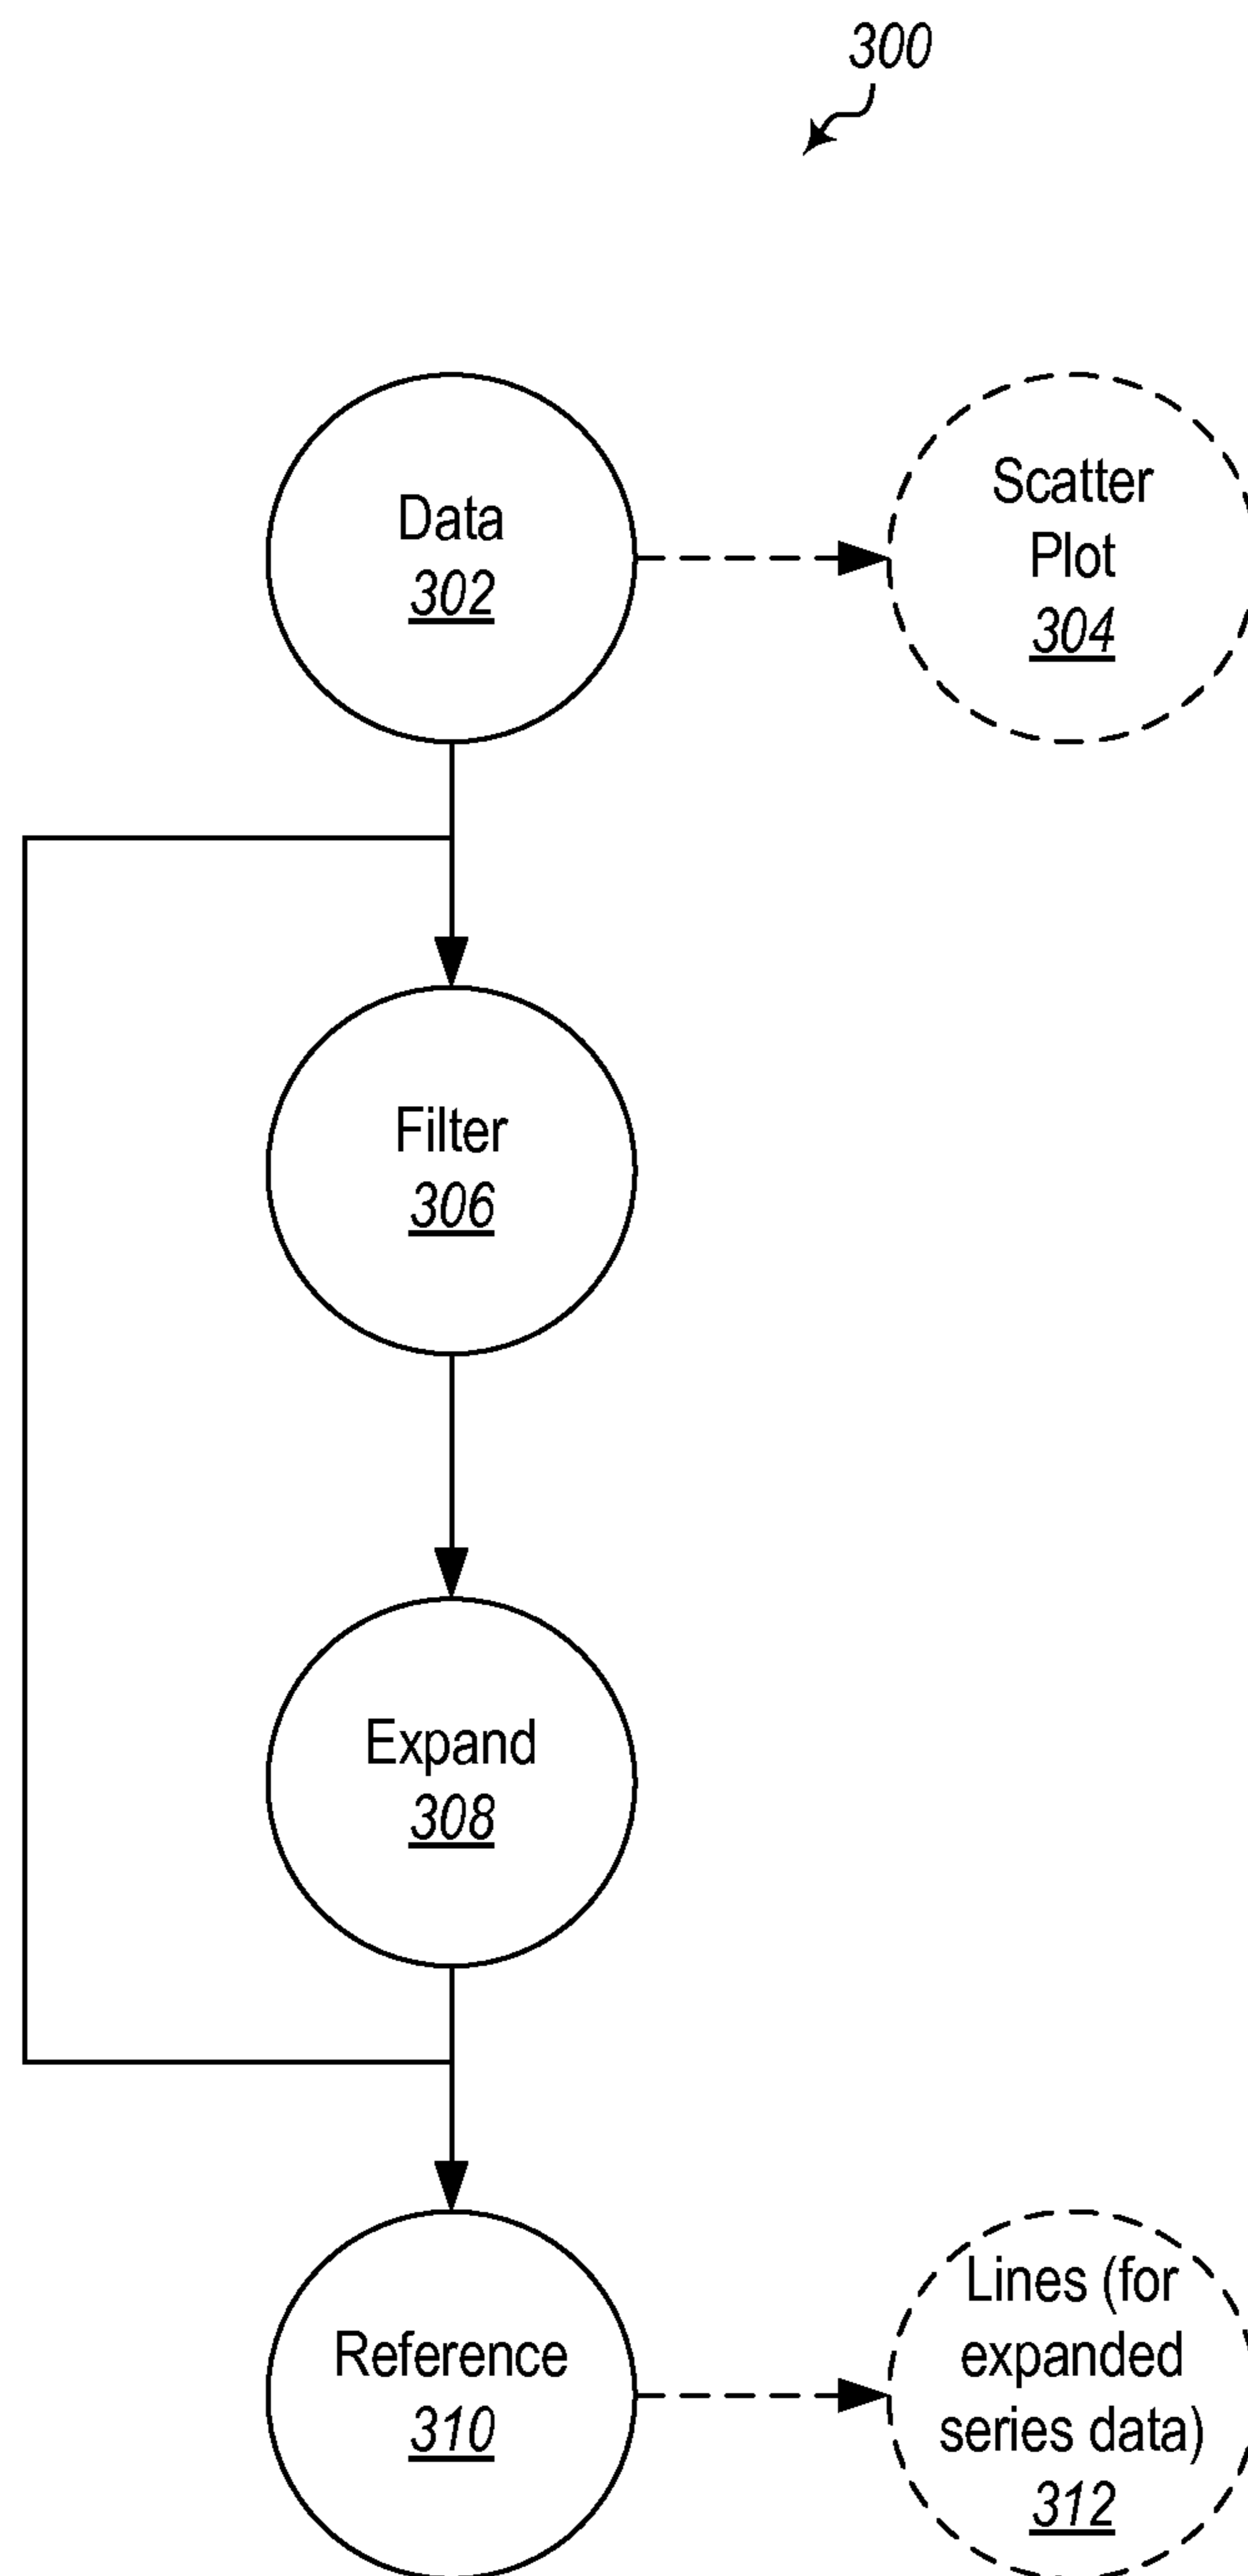 300
Data
302
Scatter
Plot
304
Filter
306
Expand
308
Reference
310
Lines (for
expanded
series data)
312